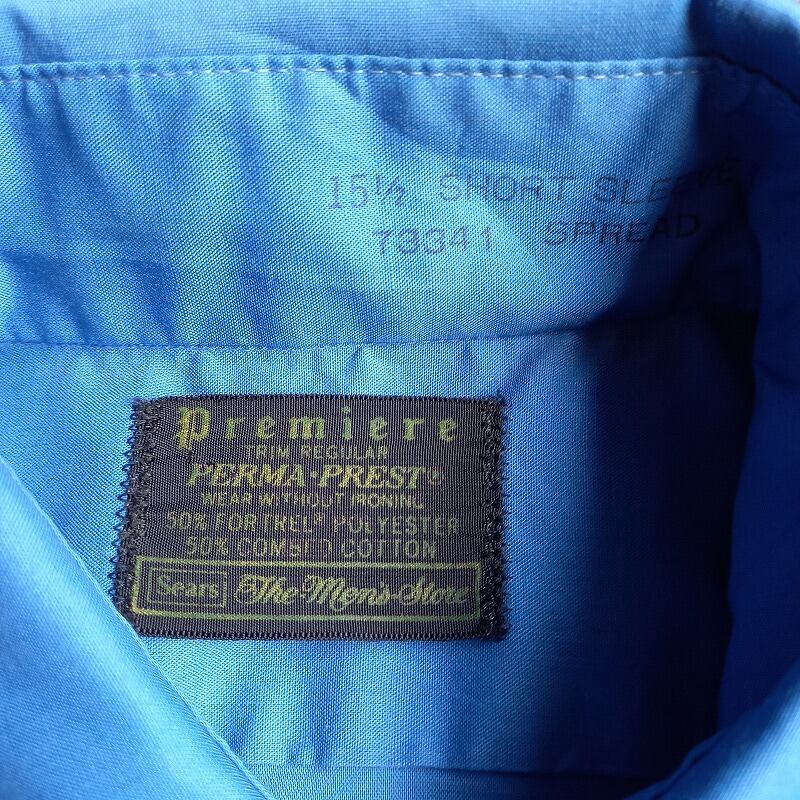 15½ SHORT SLEEVE
73341 SPREAD
Premiere
TRIM REGULAR
PERMA·PREST®
WEAR WITHOUT IRONING
50% FORTREL® POLYESTER
50% COMBED COTTON
Sears The Men's Store